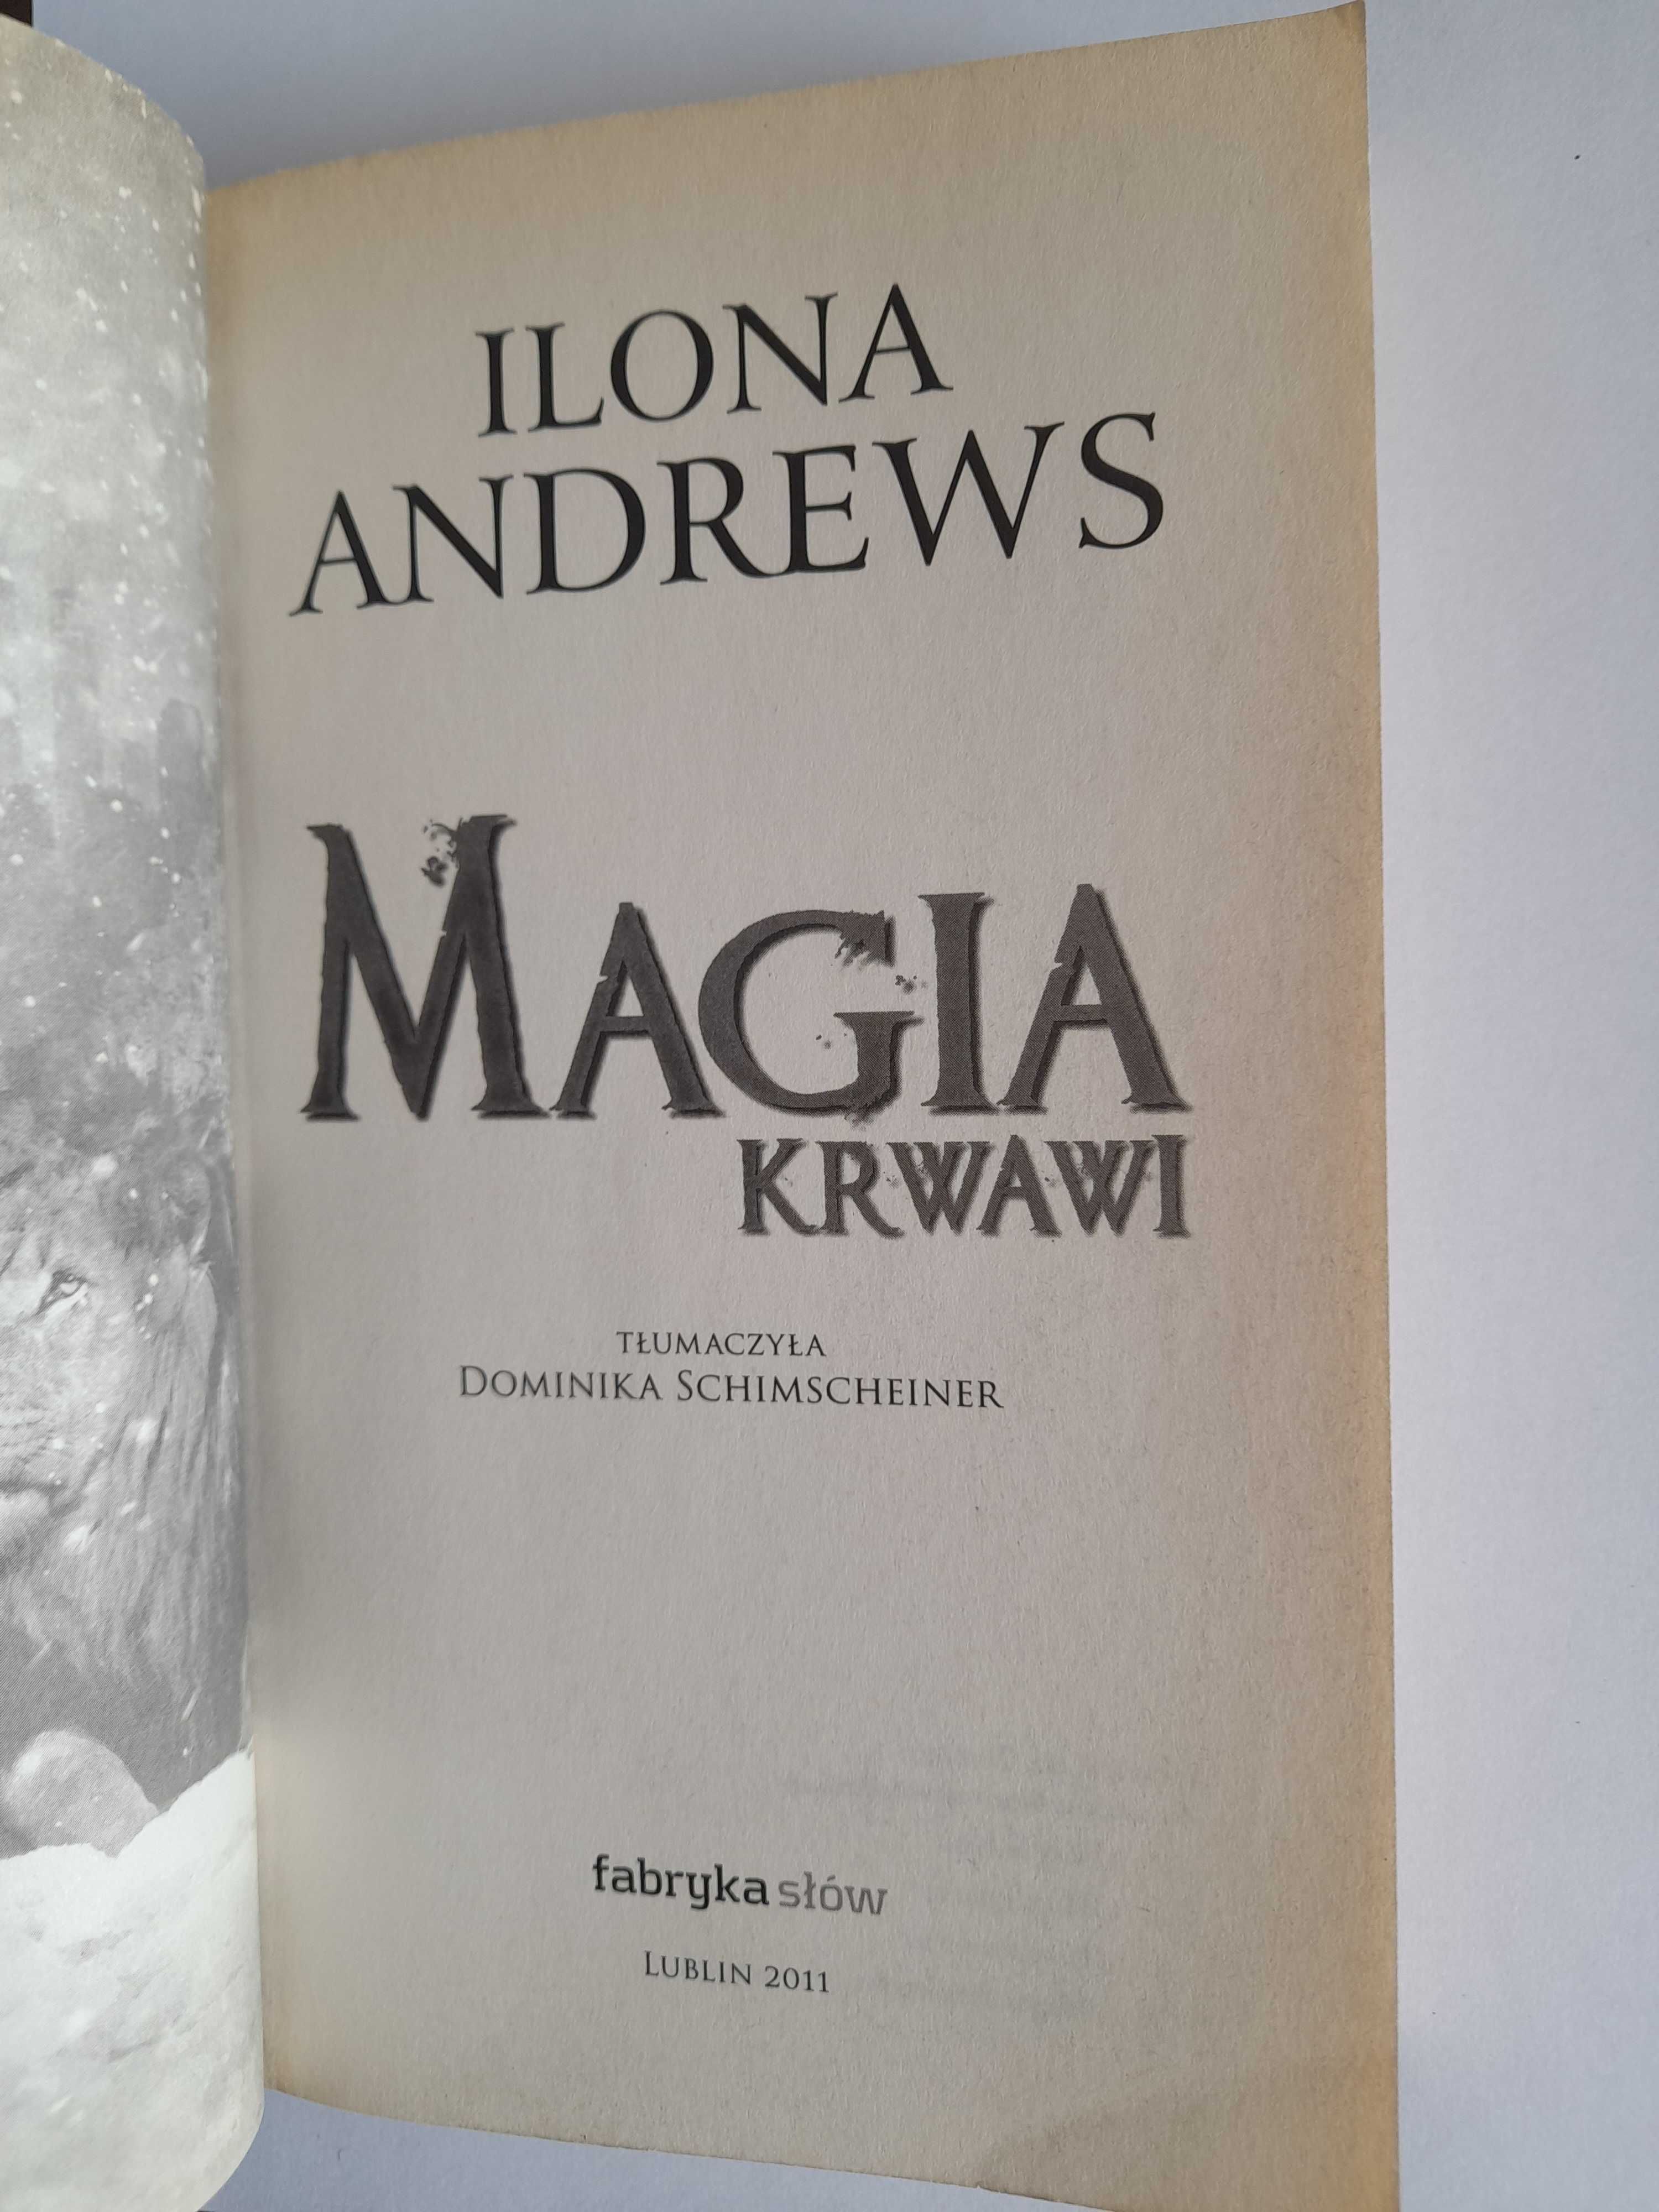 ILONA
ANDREWS
MAGIA
KRWAWI
TŁUMACZYŁA
DOMINIKA SCHIMSCHEINER
fabryka słów
LUBLIN 2011